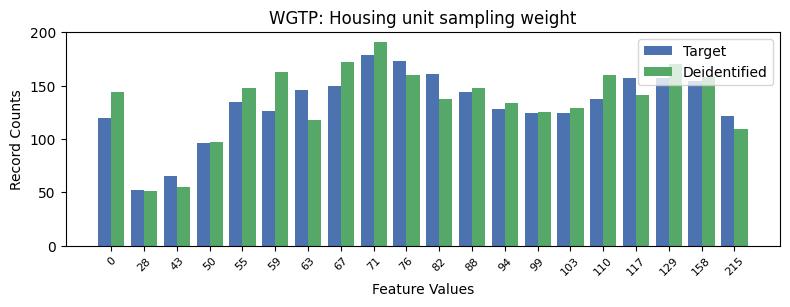 WGTP: Housing unit sampling weight
Target
Deidentified
Record Counts
200
150
100
50
0
0 28 43 50 55 59 63 67 71 76 82 88 94 99 103 110 117 129 158 215
Feature Values